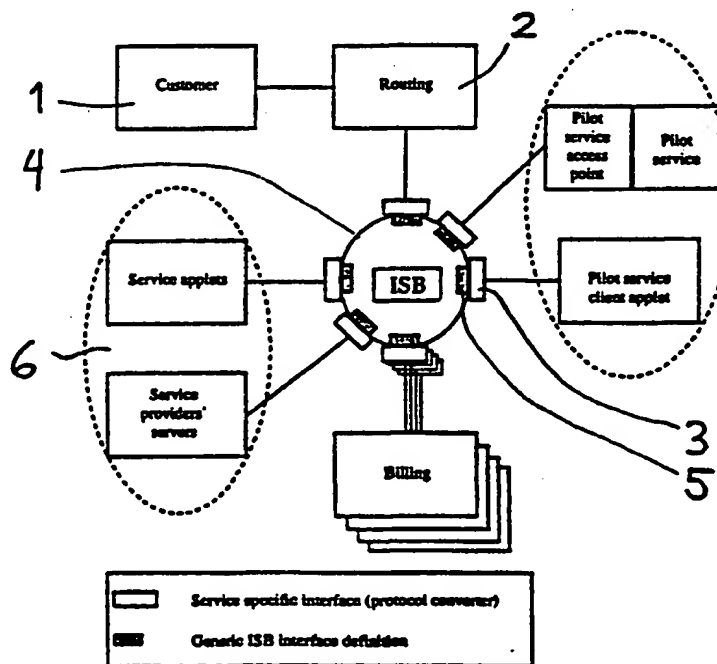 1
Customer
Routing
2
4
Pilot
service
access
point
Pilot
service
Service applets
ISB
Pilot service
client applet
6
Service
providers'
servers
Billing
3
5
Service specific interface (protocol converter)
Generic ISB interface definition